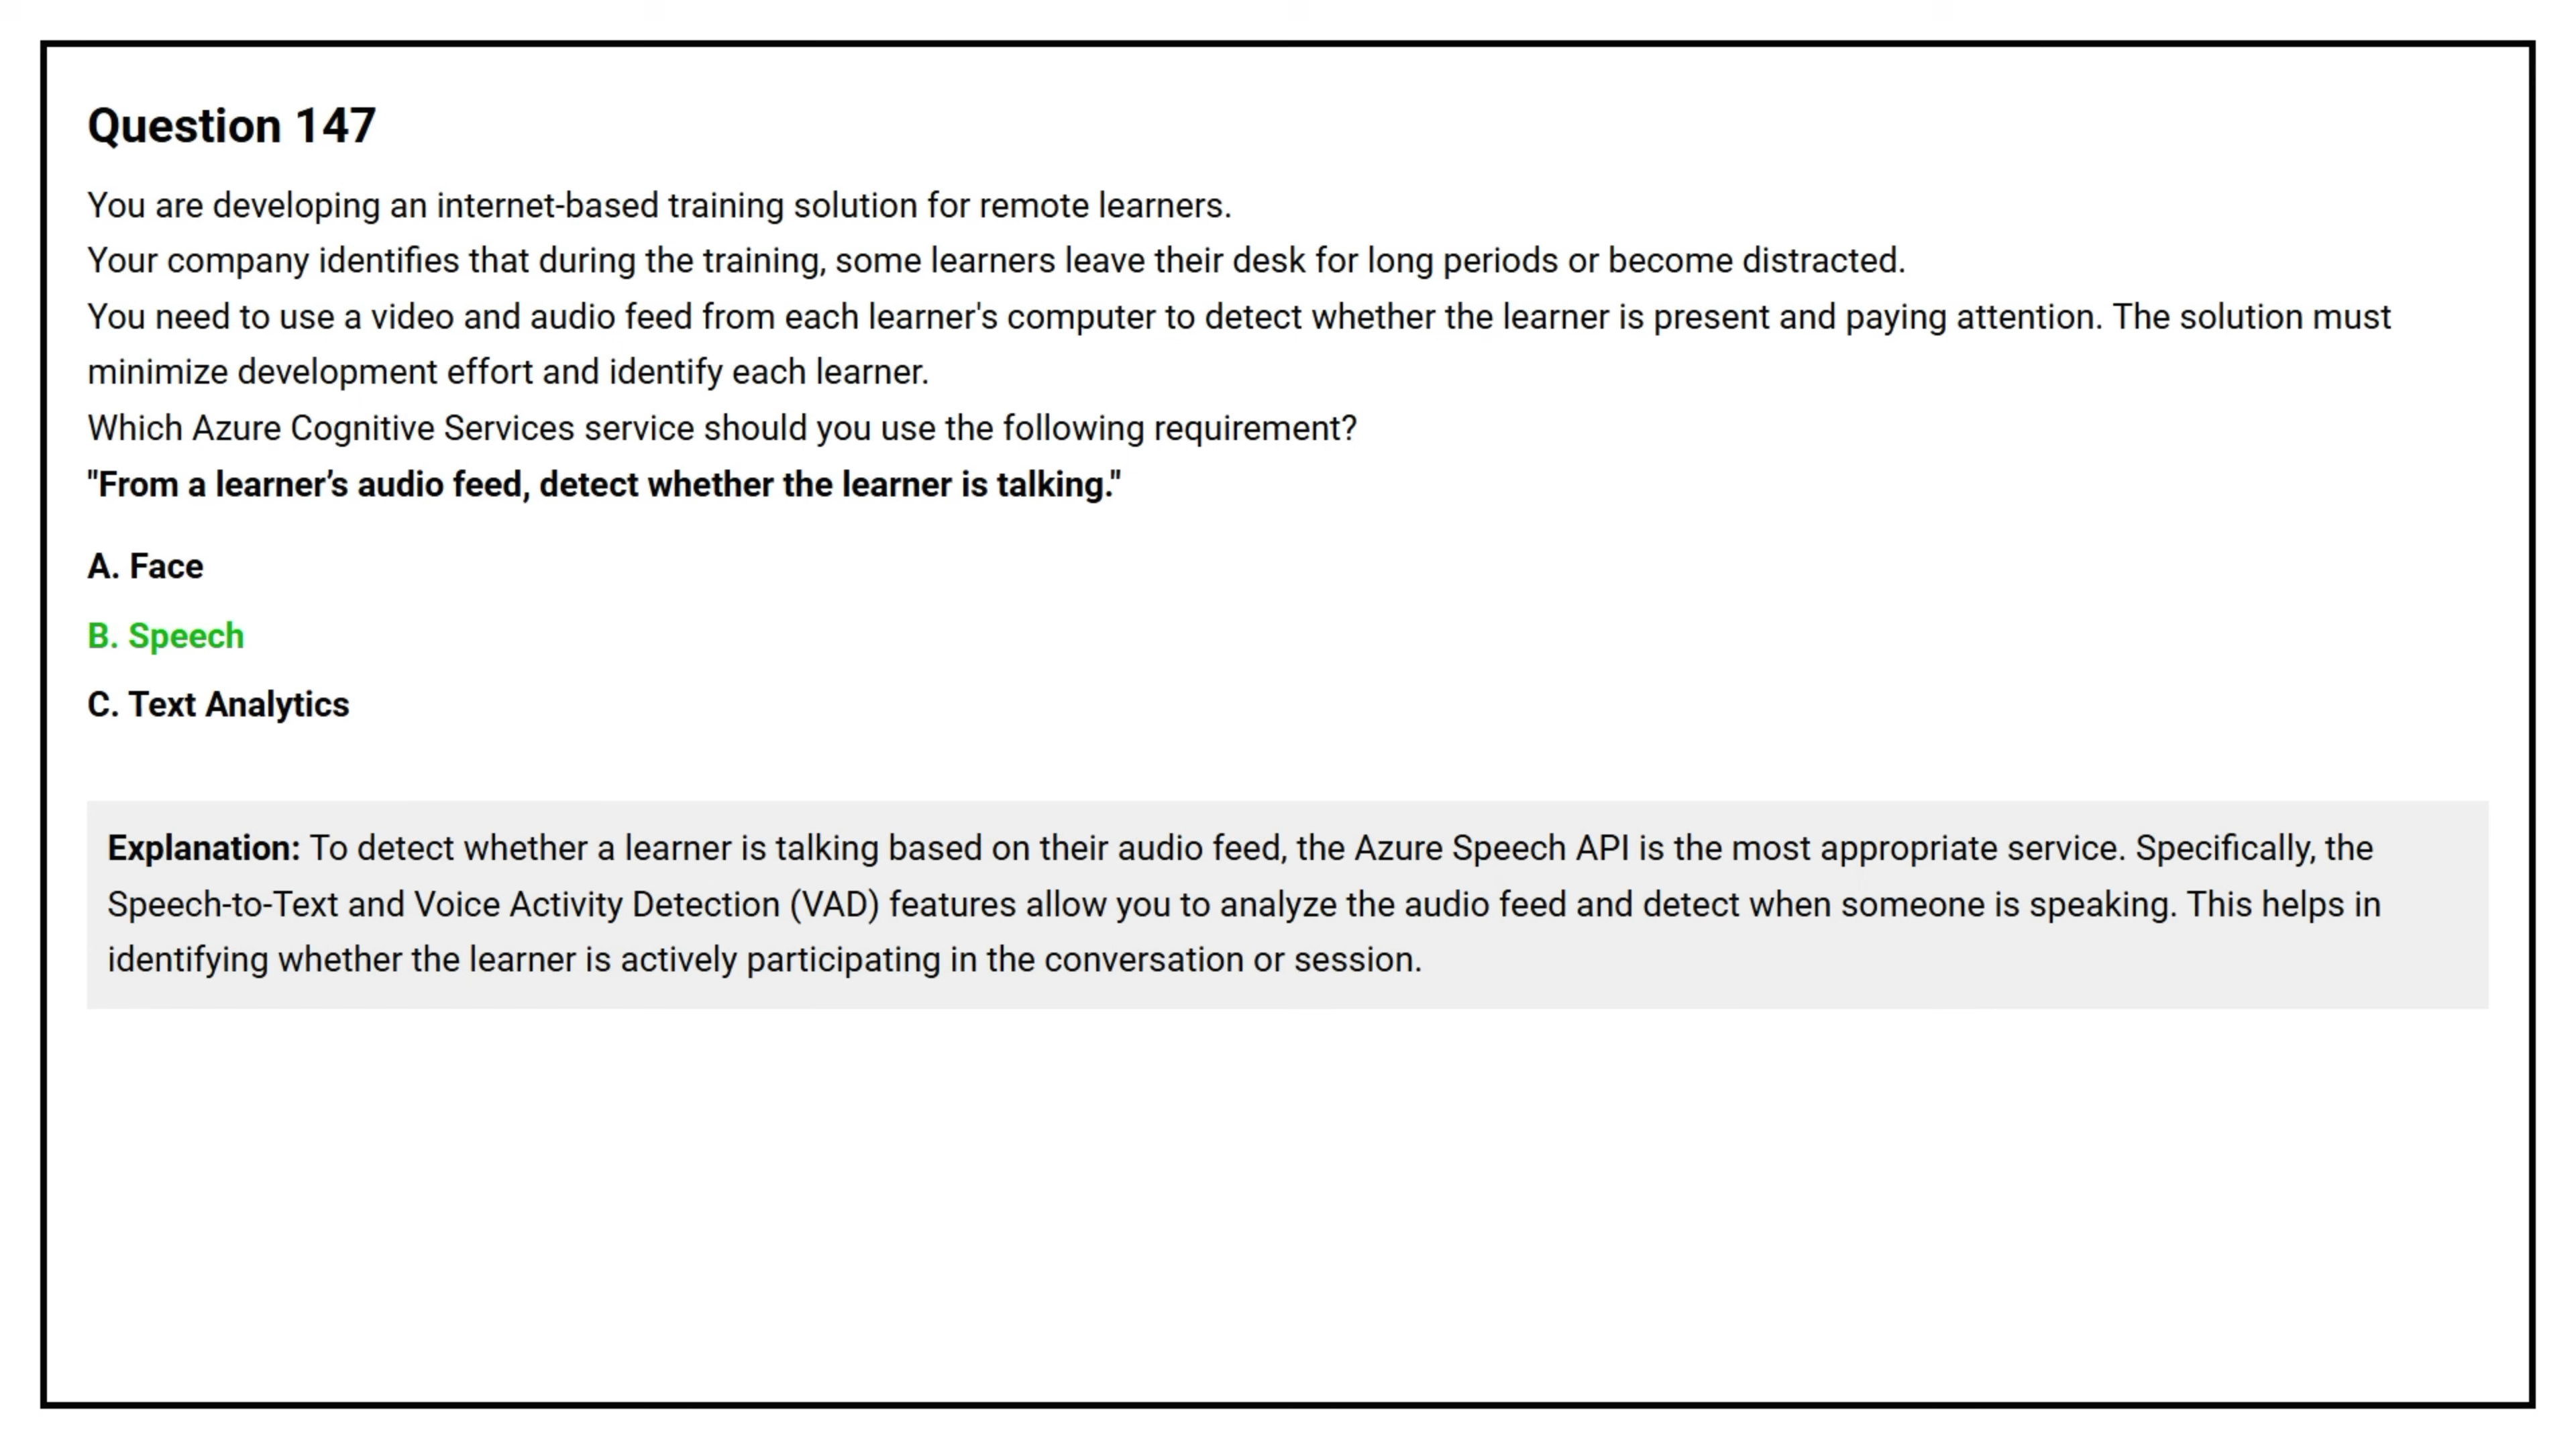 Question 147
You are developing an internet-based training solution for remote learners.
Your company identifies that during the training, some learners leave their desk for long periods or become distracted.
You need to use a video and audio feed from each learner's computer to detect whether the learner is present and paying attention. The solution must
minimize development effort and identify each learner.
Which Azure Cognitive Services service should you use the following requirement?
"From a learner’s audio feed, detect whether the learner is talking."
A. Face
B. Speech
C. Text Analytics
Explanation: To detect whether a learner is talking based on their audio feed, the Azure Speech API is the most appropriate service. Specifically, the
Speech-to-Text and Voice Activity Detection (VAD) features allow you to analyze the audio feed and detect when someone is speaking. This helps in
identifying whether the learner is actively participating in the conversation or session.